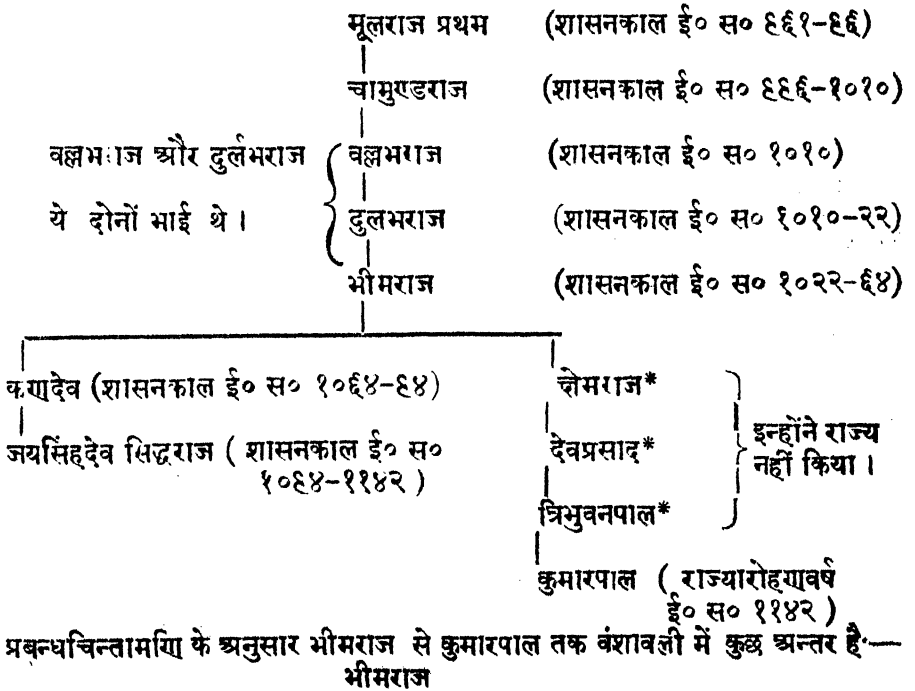 मूलराज प्रथम (शासनकाल ई० स० ९६१-९६)
चामुण्डराज (शासनकाल ई० स० ९९६-१०१०)
वल्लभराज और दुर्लभराज { वल्लभराज (शासनकाल ई० स० १०१०)
ये दोनों भाई थे । दुलभराज (शासनकाल ई० स० १०१०-२२)
भीमराज (शासनकाल ई० स० १०२२-६४)
कणदेव (शासनकाल ई० स० १०६४-९४) क्षेमराज*
इन्होंने राज्य
जयसिंहदेव सिद्धराज ( शासनकाल ई० स० देवप्रसाद* नहीं किया ।
१०९४-११४२ )
त्रिभुवनपाल*
कुमारपाल ( राज्यारोहणवर्ष
ई० स० ११४२ )
प्रबन्धचिन्तामणि के अनुसार भीमराज से कुमारपाल तक वंशावली में कुछ अन्तर है·—
भीमराज